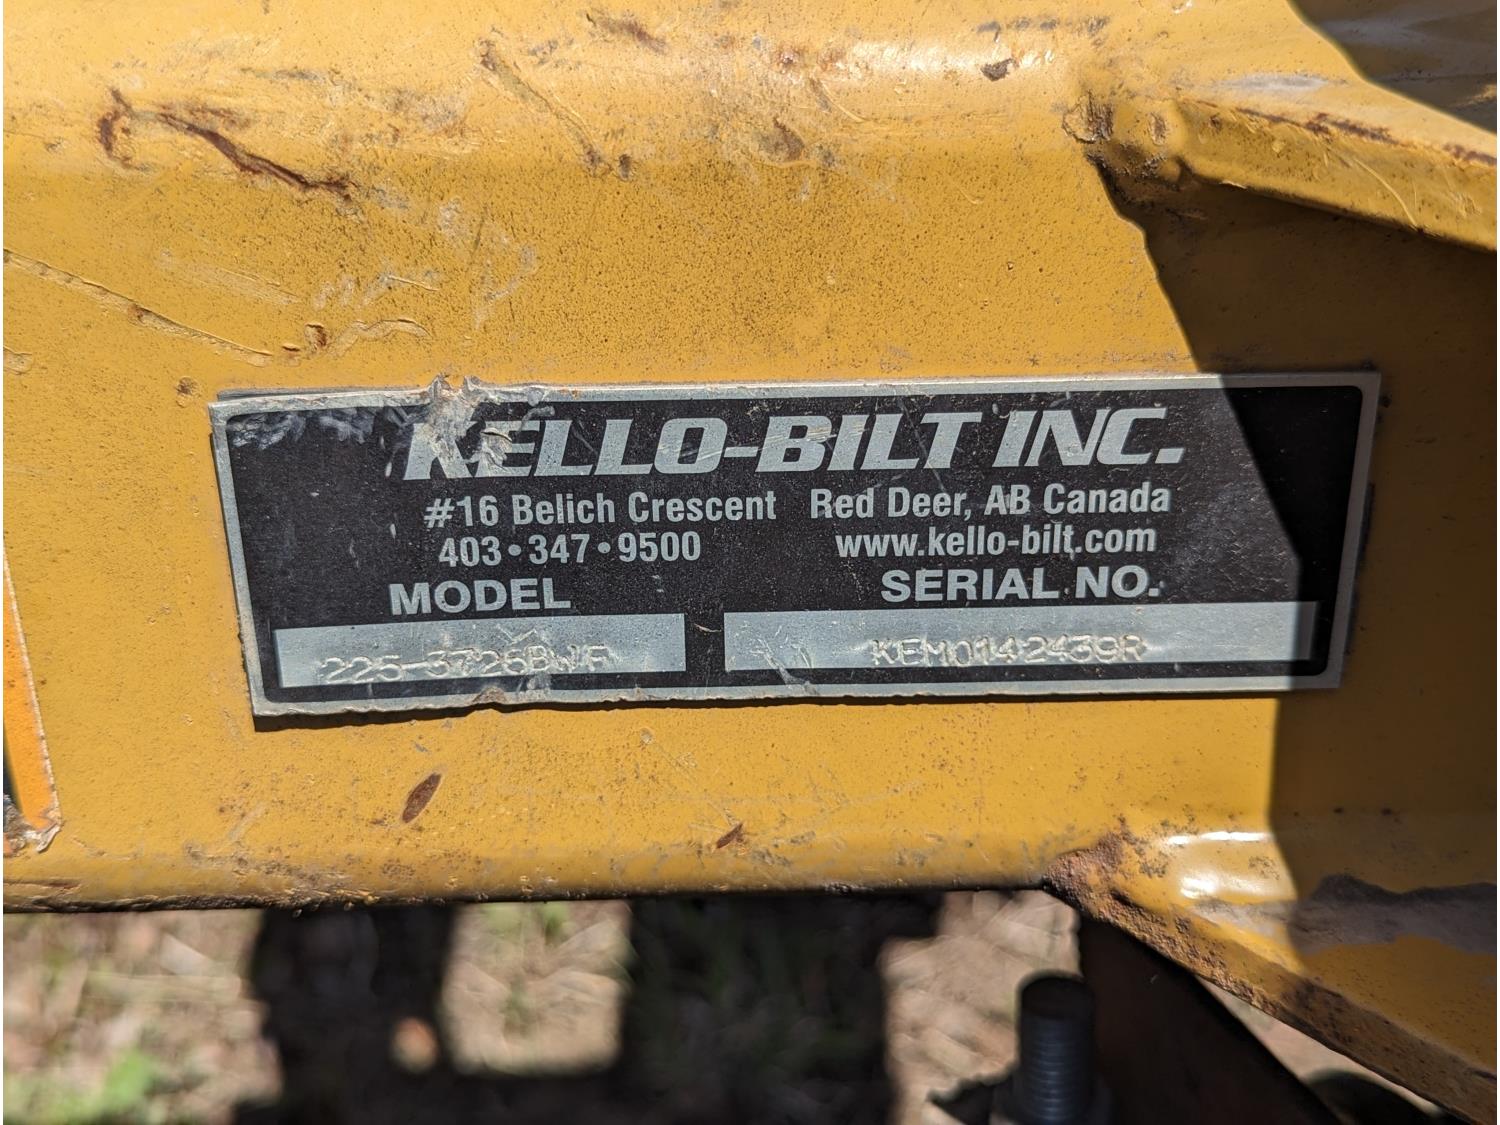 KELLO-BILT INC.
#16 Belich Crescent Red Deer, AB Canada
403•347•9500 www.kello-bilt.com
MODEL SERIAL NO.
225-3726BWF KEM0142439R